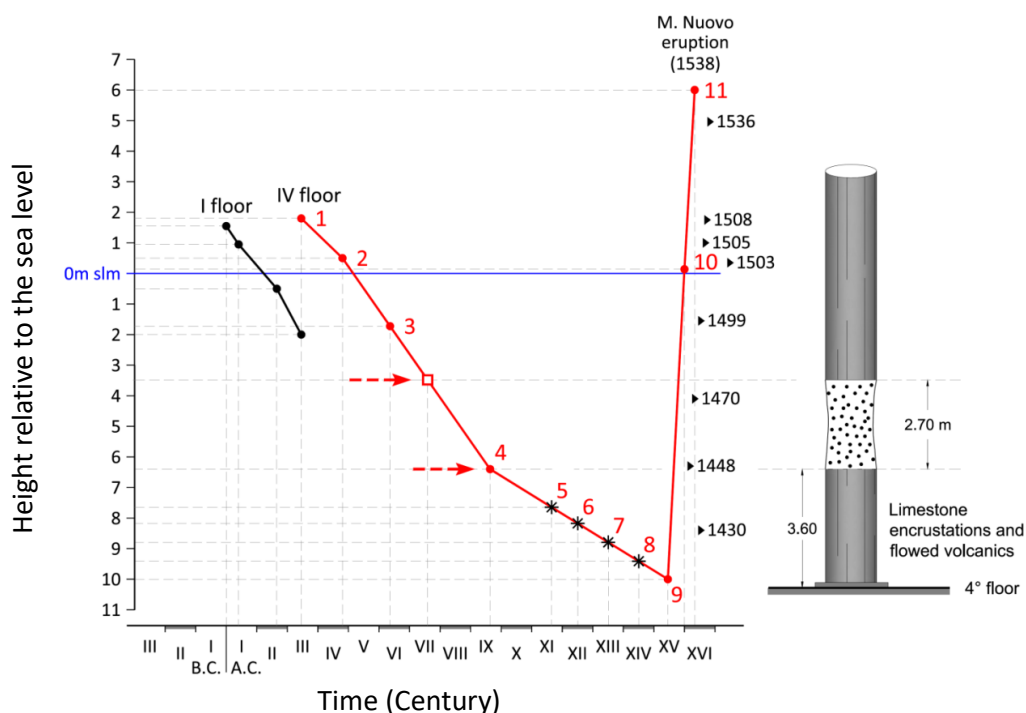 M. Nuovo
eruption
(1538)
7
6
5
4
3
2
1
0m slm
1
2
3
4
5
6
7
8
9
10
11
Height relative to the sea level
I floor
IV floor
1
2
3
4
5
6
7
8
9
10
11
1536
1508
1505
1503
1499
1470
1448
1430
2.70 m
3.60
Limestone
encrustations and
flowed volcanics
4° floor
III II I I II III IV V VI VII VIII IX X XI XII XIII XIV XV XVI
B.C. A.C.
Time (Century)